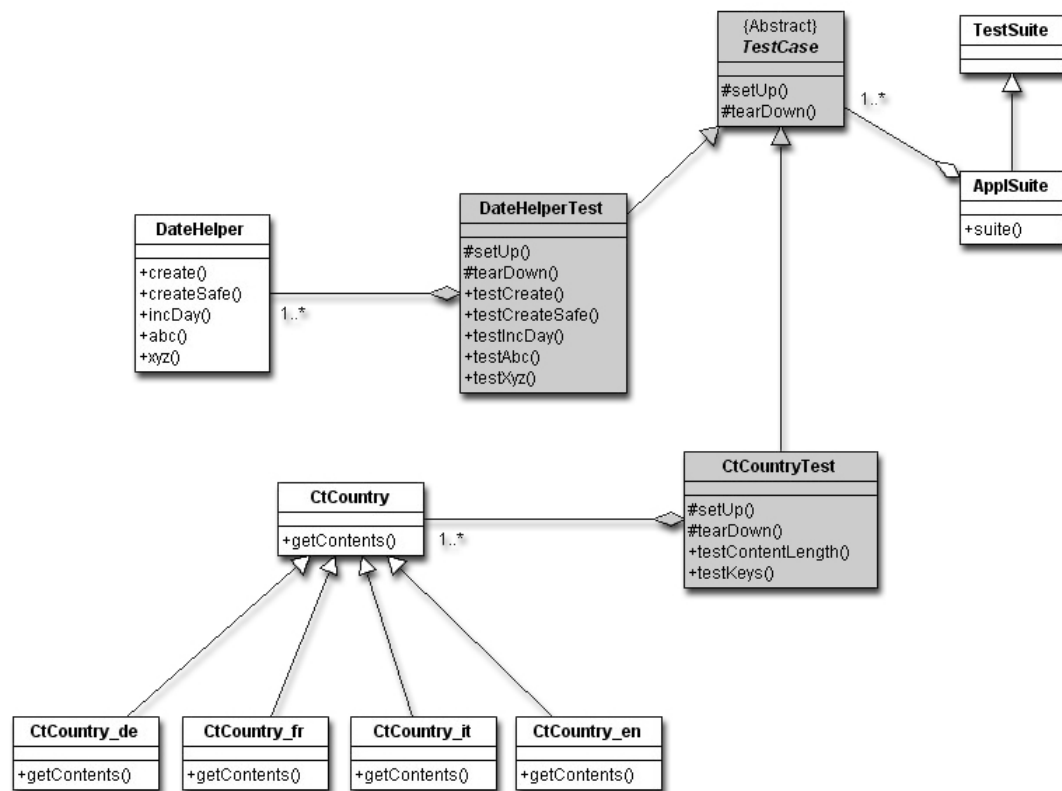 {Abstract}
TestCase
#setUp()
#tearDown()
TestSuite
1..*
ApplSuite
+suite()
DateHelperTest
#setUp()
#tearDown()
+testCreate()
+testCreateSafe()
+testIncDay()
+testAbc()
+testXyz()
DateHelper
+create()
+createSafe()
+incDay()
+abc()
+xyz()
1..*
CtCountryTest
#setUp()
#tearDown()
+testContentLength()
+testKeys()
CtCountry
+getContents()
1..*
CtCountry_de
+getContents()
CtCountry_fr
+getContents()
CtCountry_it
+getContents()
CtCountry_en
+getContents()